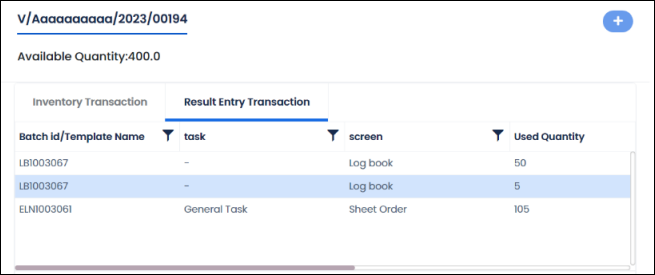 V/Aaaaaaaaaa/2023/00194
+
Available Quantity:400.0
Inventory Transaction Result Entry Transaction
Batch id/Template Name task screen Used Quantity
LB1003067 - Log book 50
LB1003067 - Log book 5
ELN1003061 General Task Sheet Order 105